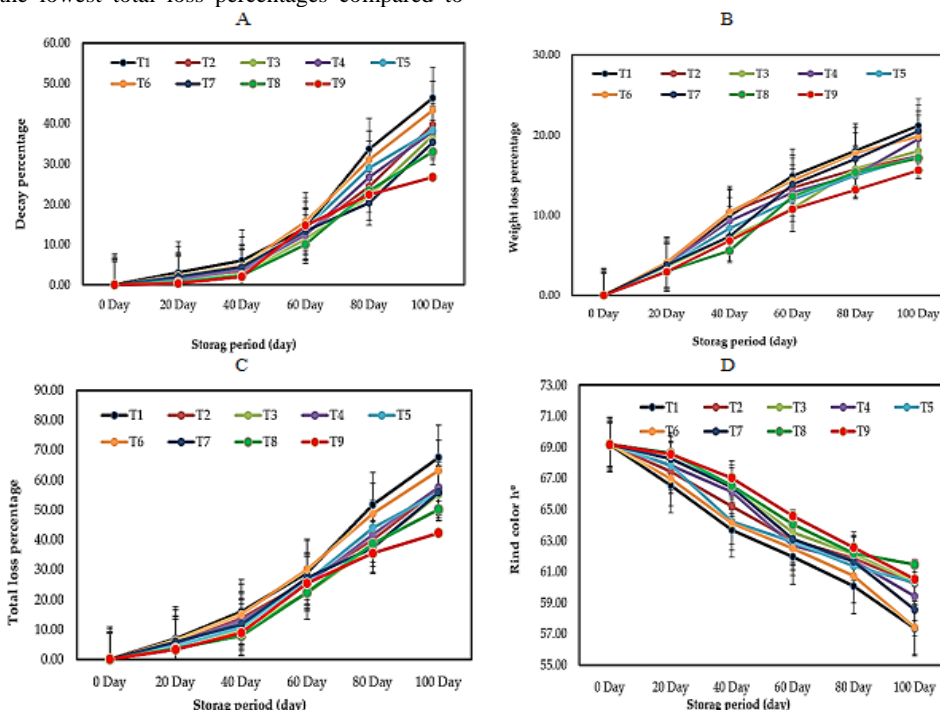 the lowest total loss percentages compared to
A
60.00
50.00
40.00
30.00
20.00
10.00
0.00
Decay percentage
T1 T2 T3 T4 T5
T6 T7 T8 T9
0 Day 20 Day 40 Day 60 Day 80 Day 100 Day
Storag period (day)
B
30.00
20.00
10.00
0.00
Weight loss percentage
T1 T2 T3 T4 T5
T6 T7 T8 T9
0 Day 20 Day 40 Day 60 Day 80 Day 100 Day
Storag period (day)
C
90.00
80.00
70.00
60.00
50.00
40.00
30.00
20.00
10.00
0.00
Total loss percentage
T1 T2 T3 T4 T5
T6 T7 T8 T9
0 Day 20 Day 40 Day 60 Day 80 Day 100 Day
Storag period (day)
D
73.00
71.00
69.00
67.00
65.00
63.00
61.00
59.00
57.00
55.00
Rind color h°
T1 T2 T3 T4 T5
T6 T7 T8 T9
0 Day 20 Day 40 Day 60 Day 80 Day 100 Day
Storag period (day)